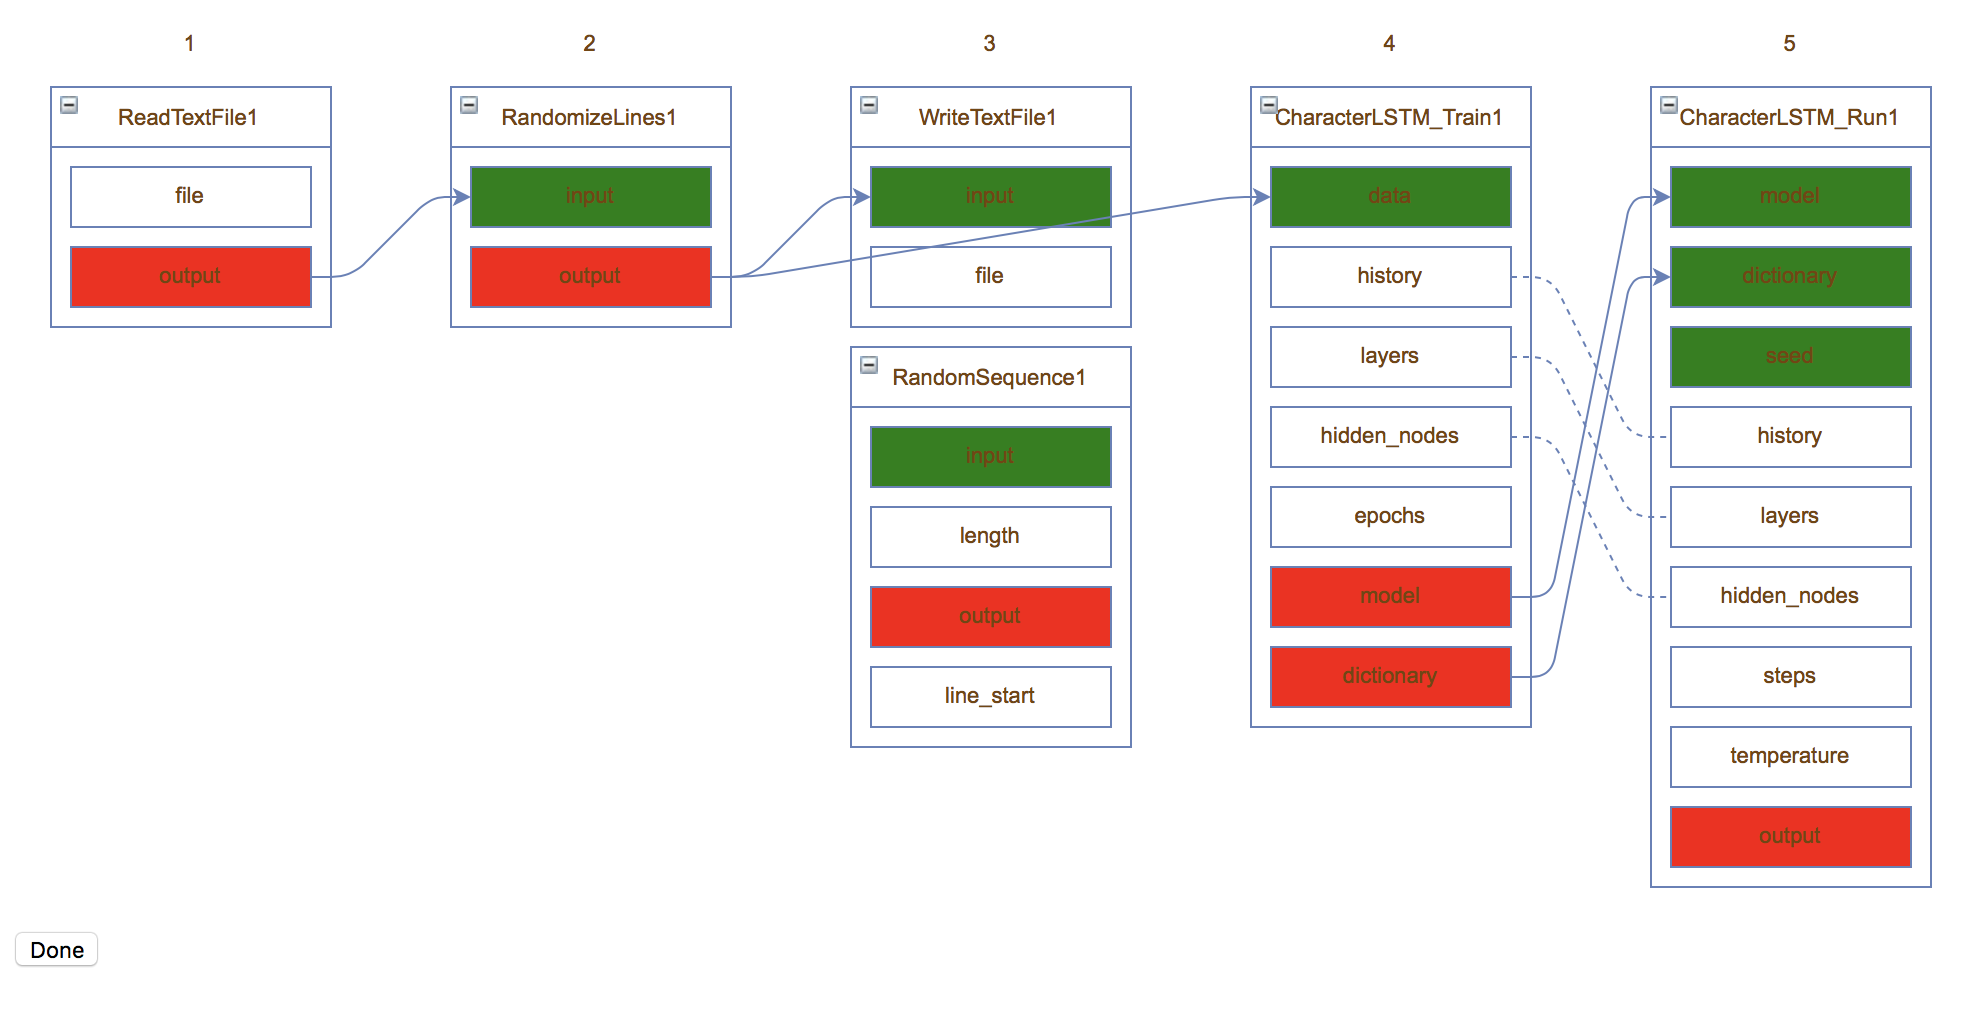 1
2
3
4
5
ReadTextFile1
file
output
RandomizeLines1
input
output
WriteTextFile1
input
file
RandomSequence1
input
length
output
line_start
CharacterLSTM_Train1
data
history
layers
hidden_nodes
epochs
model
dictionary
CharacterLSTM_Run1
model
dictionary
seed
history
layers
hidden_nodes
steps
temperature
output
Done